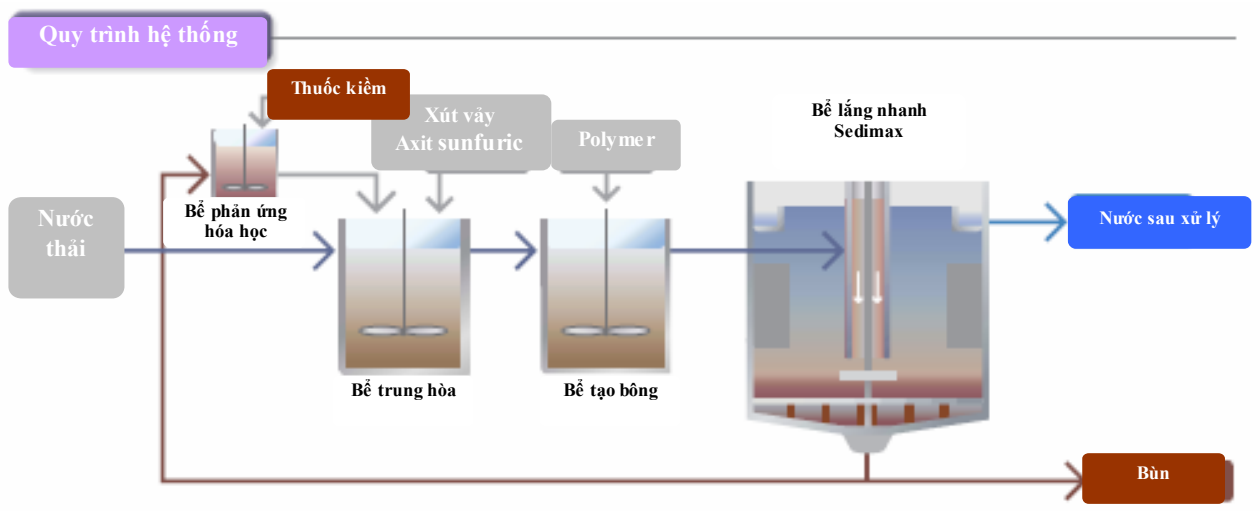 Quy trình hệ thống
Thuốc kiềm
Xút vảy
Axit sunfuric
Polymer
Bể lắng nhanh
Sedimax
Bể phản ứng
hóa học
Nước
thải
Nước sau xử lý
Bể trung hòa
Bể tạo bông
Bùn